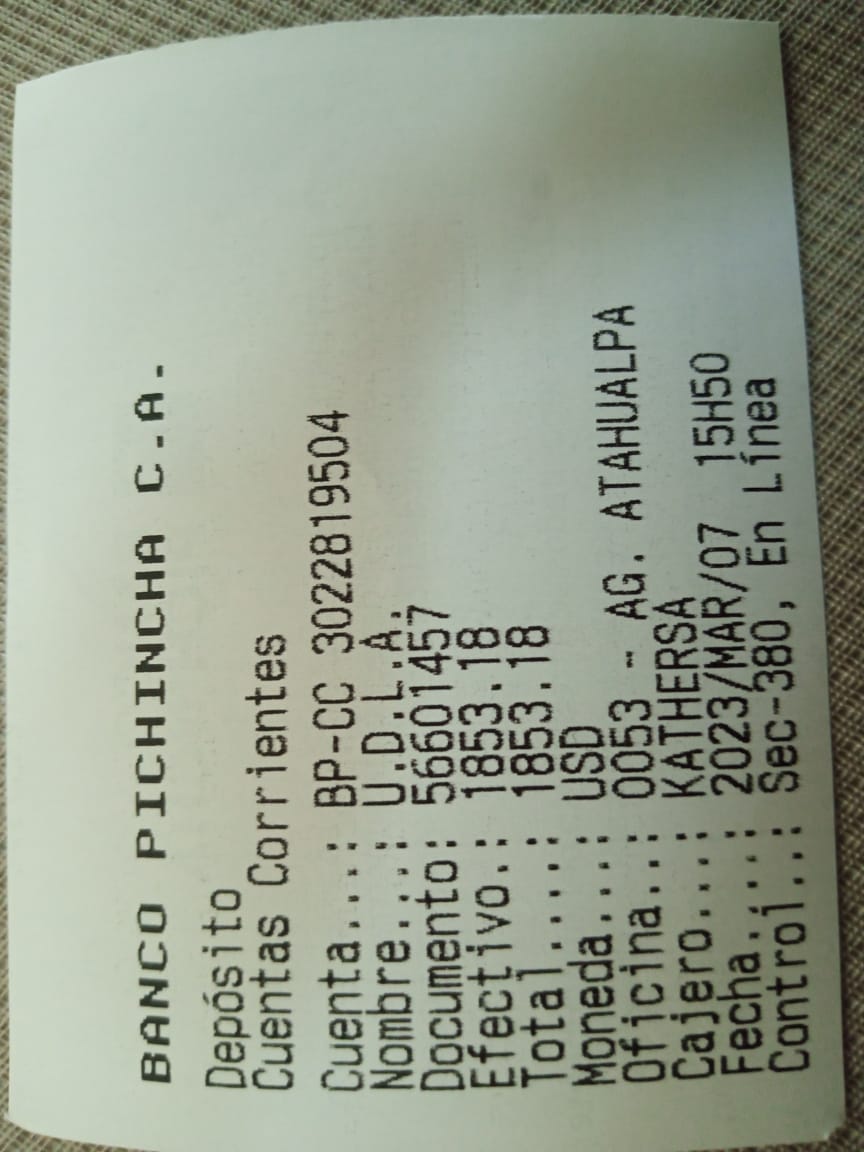 BANCO PICHINCHA C.A.
Depósito
Cuentas Corrientes
Cuenta....: BP-CC 3022819504
Nombre....: U.D.L.A.
Documento: 56601457
Efectivo.: 1853.18
Total.....: 1853.18
Moneda....: USD
Oficina..: 0053 - AG. ATAHUALPA
Cajero....: KATHERSA
Fecha.....: 2023/MAR/07 15H50
Control..: Sec-380, En Línea